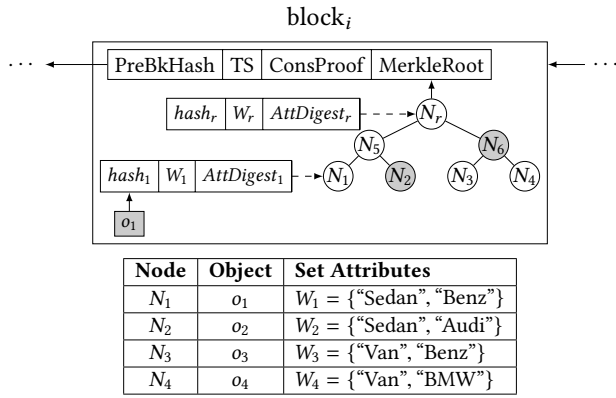 block_i
··· PreBkHash TS ConsProof MerkleRoot ···
hash_r W_r AttDigest_r N_r
N_5 N_6
hash_1 W_1 AttDigest_1 N_1 N_2 N_3 N_4
o_1
Node Object Set Attributes
N_1 o_1 W_1 = {“Sedan”, “Benz”}
N_2 o_2 W_2 = {“Sedan”, “Audi”}
N_3 o_3 W_3 = {“Van”, “Benz”}
N_4 o_4 W_4 = {“Van”, “BMW”}